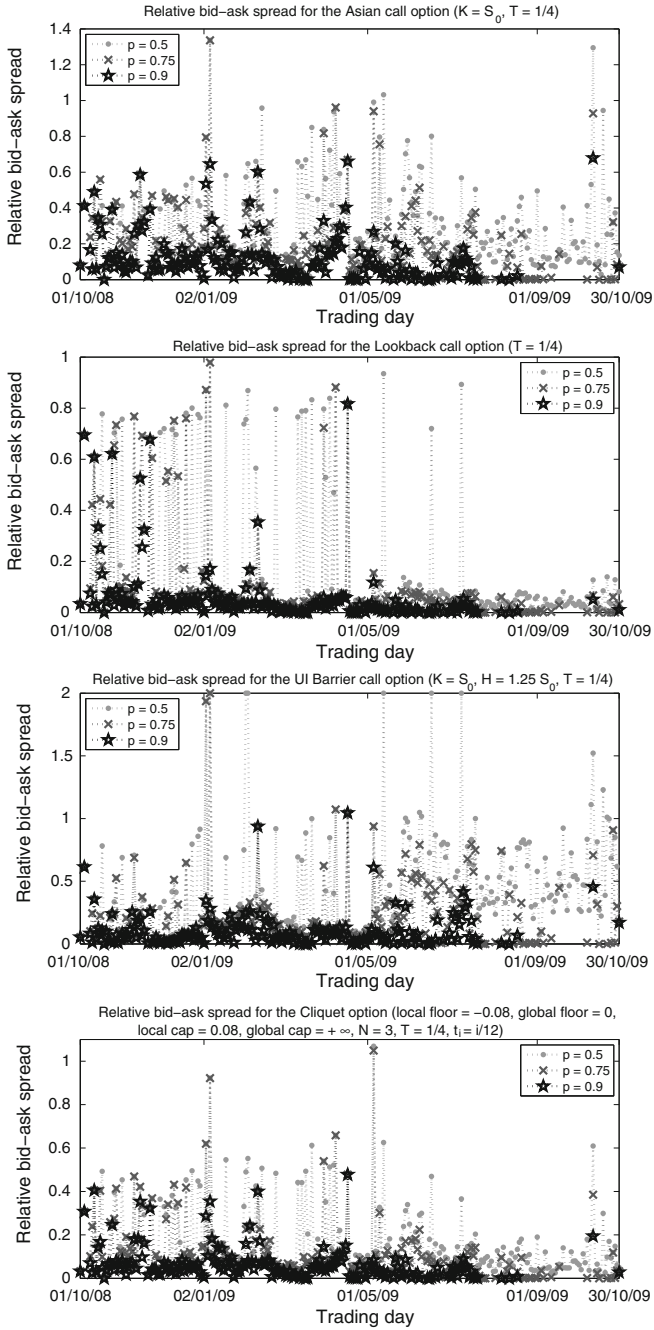 Relative bid−ask spread for the Asian call option (K = S0, T = 1/4)
1.4
1.2
1
0.8
0.6
0.4
0.2
0
Relative bid−ask spread
p = 0.5
p = 0.75
p = 0.9
01/10/08 02/01/09 01/05/09 01/09/09 30/10/09
Trading day
Relative bid−ask spread for the Lookback call option (T = 1/4)
1
0.8
0.6
0.4
0.2
0
Relative bid−ask spread
p = 0.5
p = 0.75
p = 0.9
01/10/08 02/01/09 01/05/09 01/09/09 30/10/09
Trading day
Relative bid−ask spread for the UI Barrier call option (K = S0, H = 1.25 S0, T = 1/4)
2
1.5
1
0.5
0
Relative bid−ask spread
p = 0.5
p = 0.75
p = 0.9
01/10/08 02/01/09 01/05/09 01/09/09 30/10/09
Trading day
Relative bid−ask spread for the Cliquet option (local floor = −0.08, global floor = 0,
local cap = 0.08, global cap = + ∞, N = 3, T = 1/4, ti = i/12)
1
0.8
0.6
0.4
0.2
0
Relative bid−ask spread
p = 0.5
p = 0.75
p = 0.9
01/10/08 02/01/09 01/05/09 01/09/09 30/10/09
Trading day